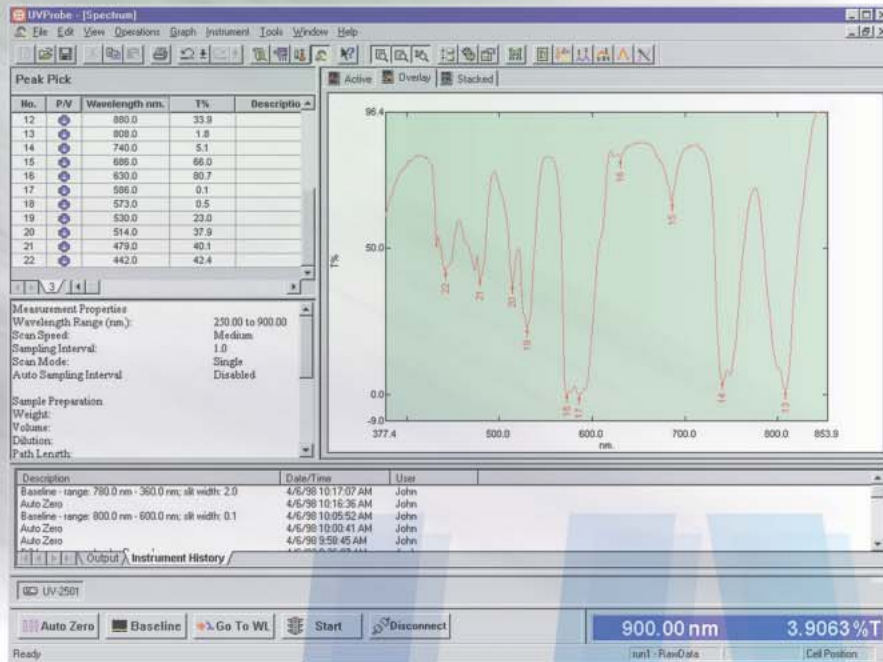 UVProbe - [Spectrum]
File Edit View Operations Graph Instrument Tools Window Help
Peak Pick
No. P/V Wavelength nm. T% Descriptio
12 880.0 33.9
13 808.0 1.8
14 740.0 5.1
15 686.0 66.0
16 630.0 80.7
17 586.0 0.1
18 573.0 0.5
19 530.0 23.0
20 514.0 37.9
21 479.0 40.1
22 442.0 42.4
3
Measurement Properties
Wavelength Range (nm.): 250.00 to 900.00
Scan Speed: Medium
Sampling Interval: 1.0
Scan Mode: Single
Auto Sampling Interval Disabled
Sample Preparation
Weight:
Volume:
Dilution:
Path Length:
Active Overlay Stacked
96.4
50.0
T%
0.0
-9.0
377.4 500.0 600.0 700.0 800.0 853.9
nm.
22 21 20 19 18 17 16 15 14 13
Description Date/Time User
Baseline - range: 780.0 nm - 360.0 nm; slit width: 2.0 4/6/98 10:17:07 AM John
Auto Zero 4/6/98 10:16:36 AM John
Baseline - range: 800.0 nm - 600.0 nm; slit width: 0.1 4/6/98 10:05:52 AM John
Auto Zero 4/6/98 10:00:41 AM John
Auto Zero 4/6/98 9:58:45 AM John
Output Instrument History
UV-2501
Auto Zero Baseline Go To WL Start Disconnect 900.00 nm 3.9063 %T
Ready run1 - RawData Cell Position